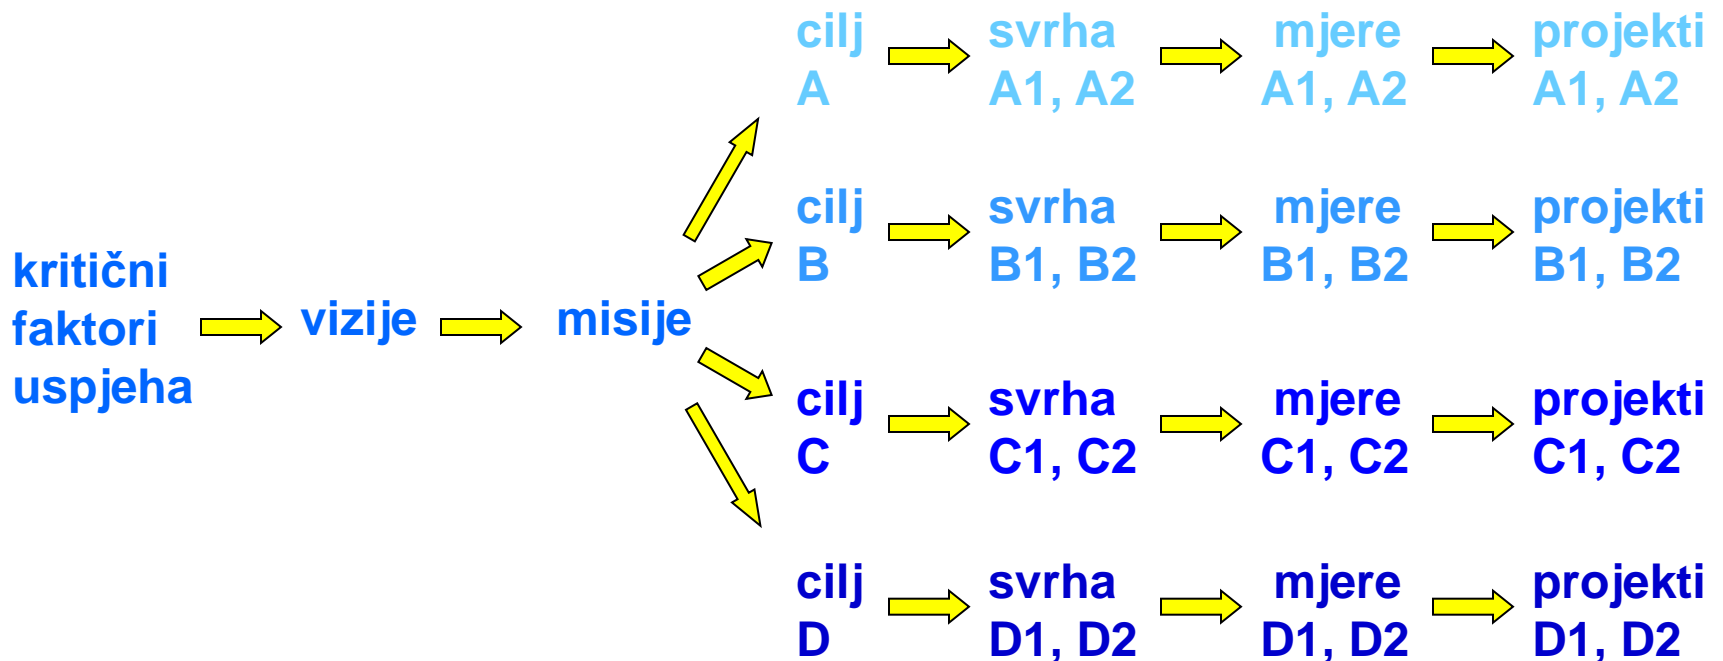 kritični
faktori
uspjeha
vizije
misije
cilj
A
svrha
A1, A2
mjere
A1, A2
projekti
A1, A2
cilj
B
svrha
B1, B2
mjere
B1, B2
projekti
B1, B2
cilj
C
svrha
C1, C2
mjere
C1, C2
projekti
C1, C2
cilj
D
svrha
D1, D2
mjere
D1, D2
projekti
D1, D2